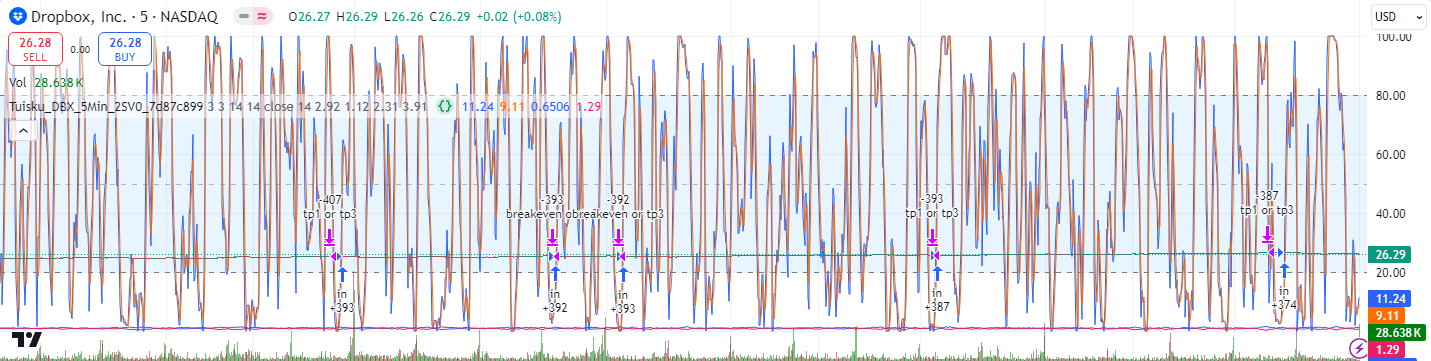 Dropbox, Inc. · 5 · NASDAQ O26.27 H26.29 L26.26 C26.29 +0.02 (+0.08%)
USD
26.28 SELL
0.00
26.28 BUY
Vol 28.638 K
Tuisku_DBX_5Min_2SV0_7d87c899 3 3 14 14 close 14 2.92 1.12 2.31 3.91 {} 11.24 9.11 0.6506 1.29
100.00
80.00
60.00
40.00
26.29
20.00
11.24
9.11
28.638 K
1.29
-407
tp1 or tp3
in
+393
-393
breakeven o
in
+392
-392
breakeven or tp3
in
+393
-393
tp1 or tp3
in
+387
-387
tp1 or tp3
in
+374